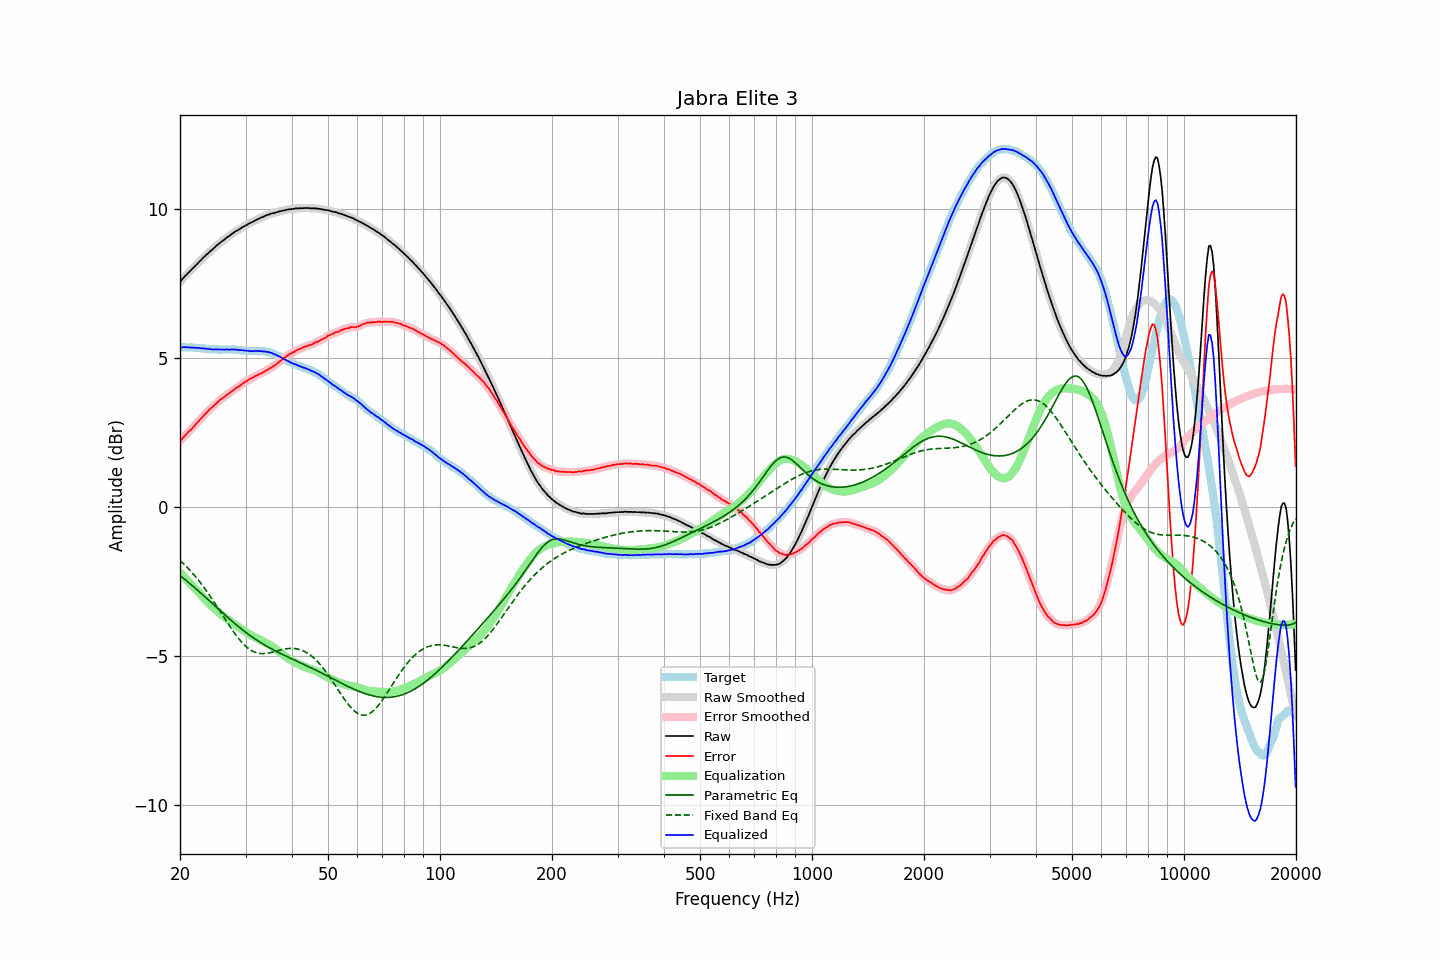 Jabra Elite 3
Amplitude (dBr)
10
5
0
−5
−10
Target
Raw Smoothed
Error Smoothed
Raw
Error
Equalization
Parametric Eq
Fixed Band Eq
Equalized
20 50 100 200 500 1000 2000 5000 10000 20000
Frequency (Hz)